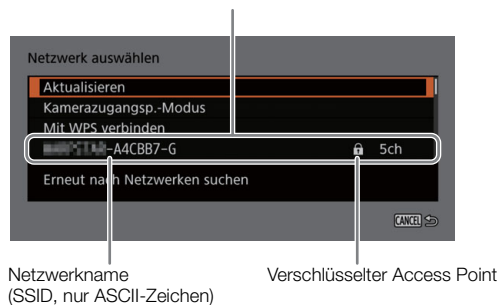 Netzwerk auswählen
Aktualisieren
Kamerazugangsp.-Modus
Mit WPS verbinden
-A4CBB7-G 5ch
Erneut nach Netzwerken suchen
CANCEL
Netzwerkname
(SSID, nur ASCII-Zeichen)
Verschlüsselter Access Point